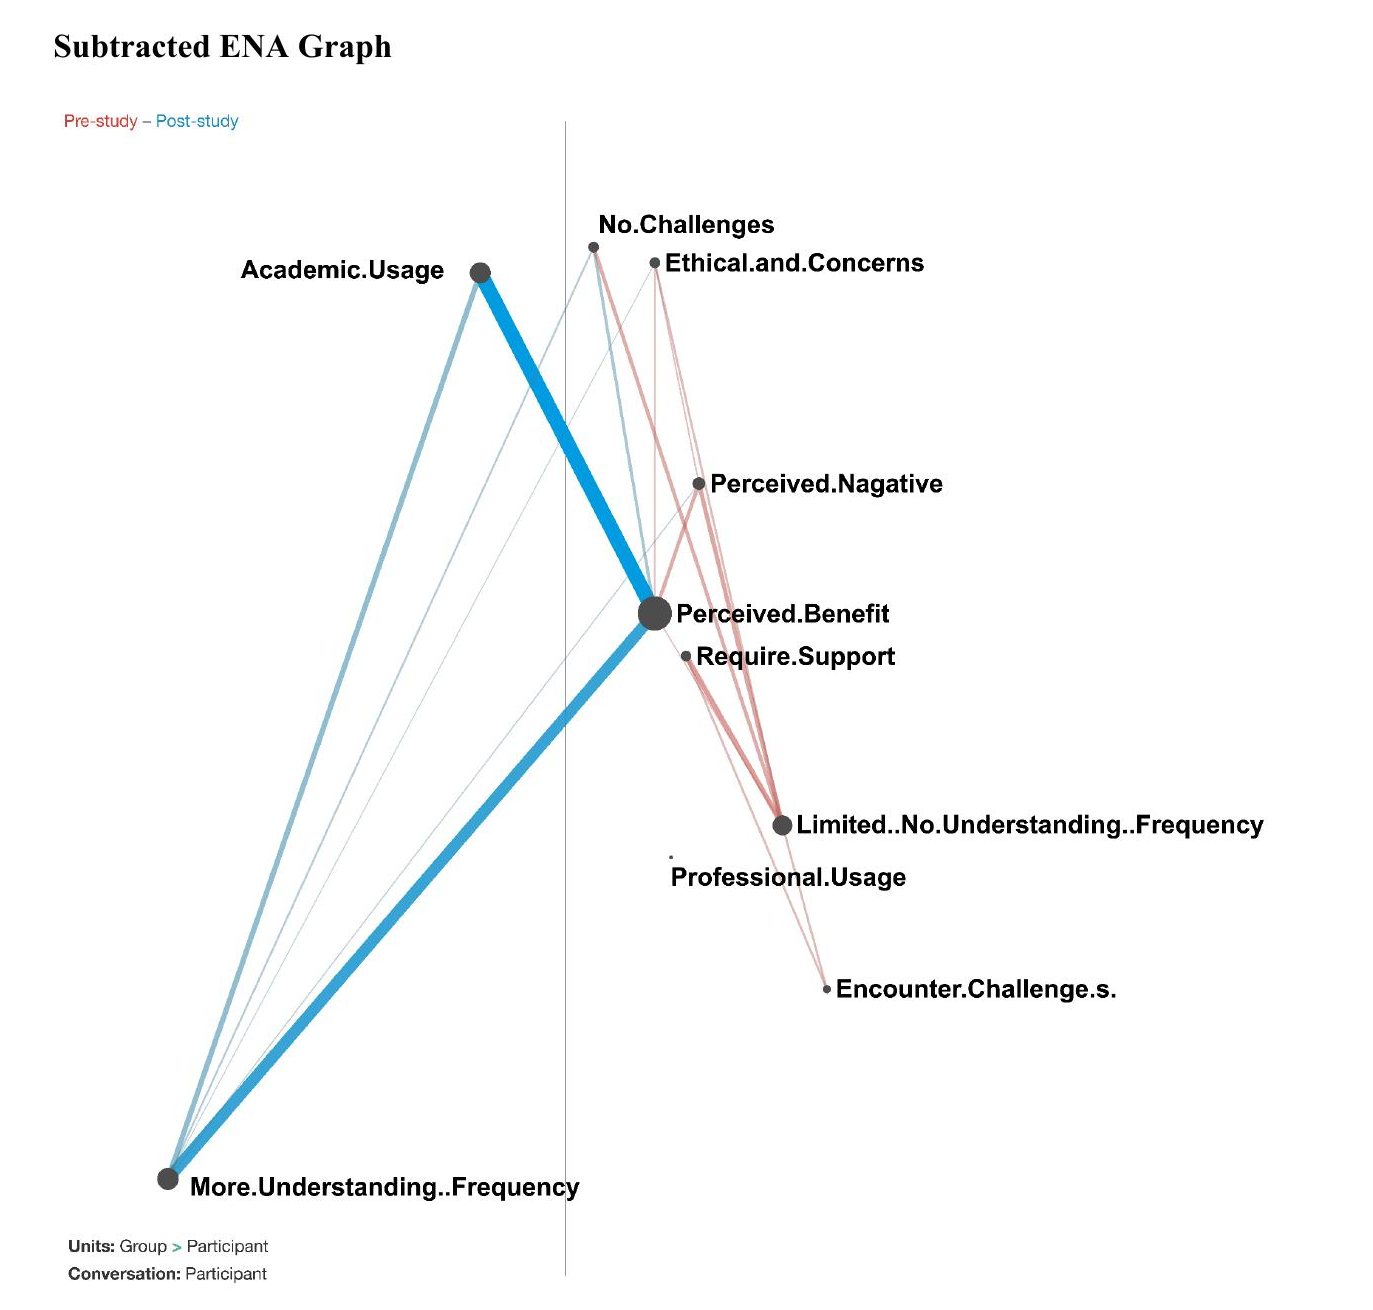 Subtracted ENA Graph
Pre-study – Post-study
No.Challenges
Academic.Usage
Ethical.and.Concerns
Perceived.Nagative
Perceived.Benefit
Require.Support
Limited..No.Understanding..Frequency
Professional.Usage
Encounter.Challenge.s.
More.Understanding..Frequency
Units: Group > Participant
Conversation: Participant